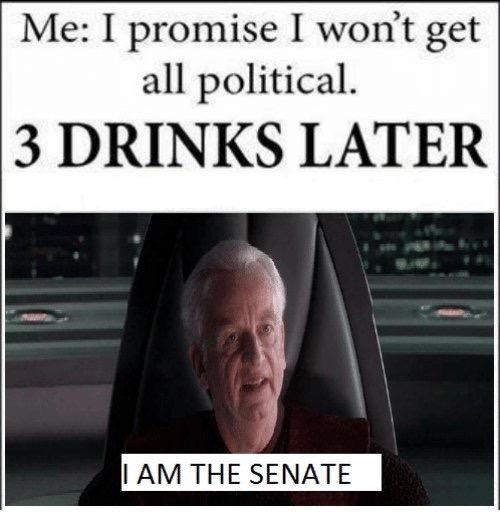 Me: I promise I won't get
all political.
3 DRINKS LATER
I AM THE SENATE